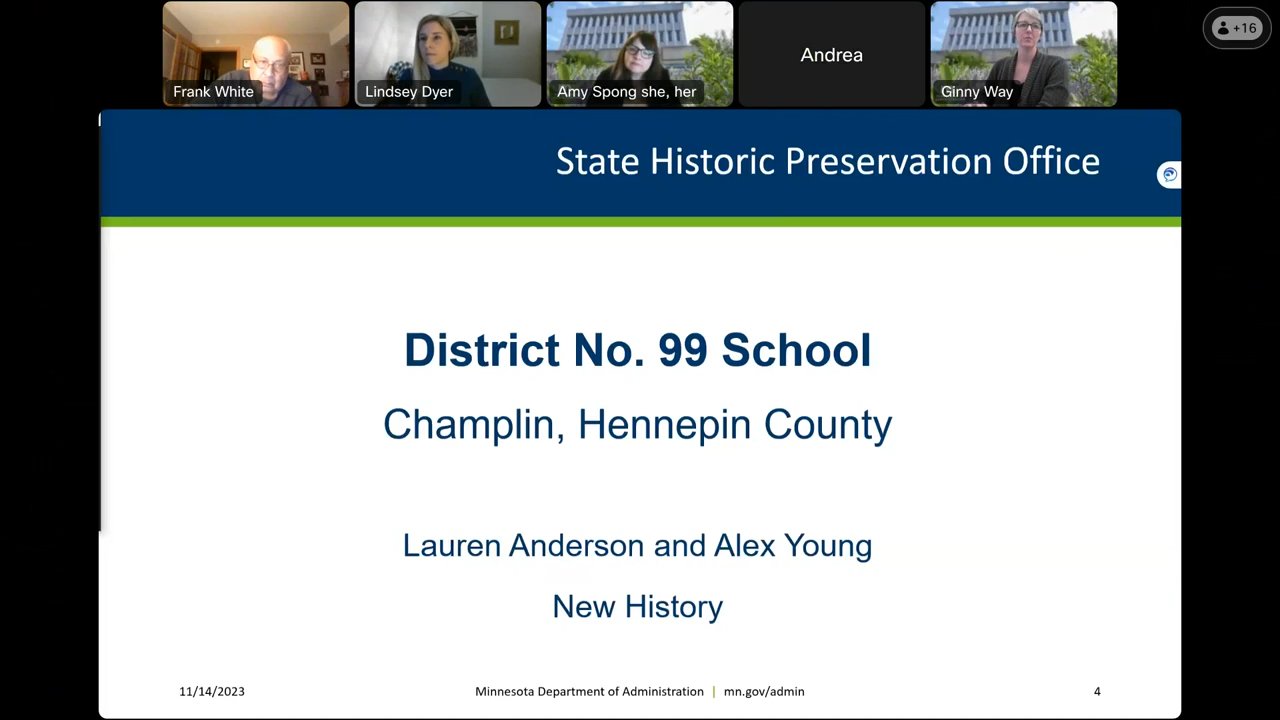 Frank White
Lindsey Dyer
Amy Spong she, her
Andrea
Ginny Way
+16
State Historic Preservation Office
District No. 99 School
Champlin, Hennepin County
Lauren Anderson and Alex Young
New History
11/14/2023
Minnesota Department of Administration | mn.gov/admin
4